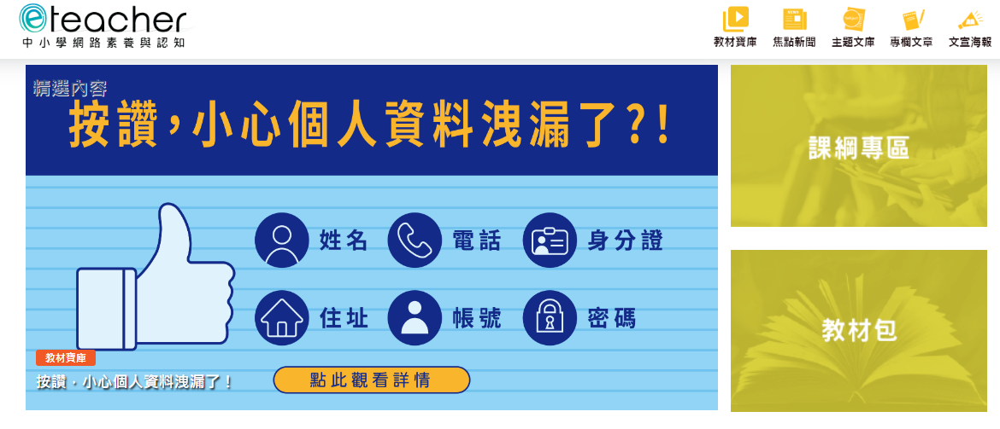 eteacher
中小學網路素養與認知
教材寶庫
焦點新聞
主題文庫
專欄文章
文宣海報
精選內容
按讚，小心個人資料洩漏了?!
姓名
電話
身分證
住址
帳號
密碼
教材寶庫
按讚．小心個人資料洩漏了！
點此觀看詳情
課綱專區
教材包